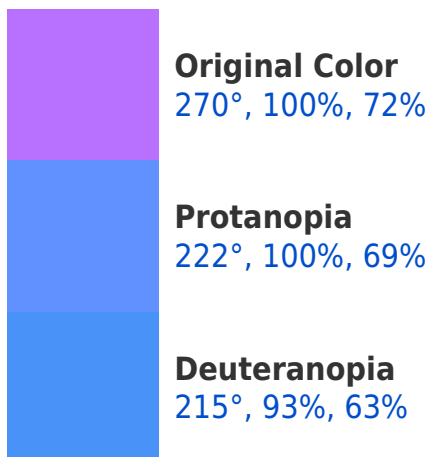 Original Color
270°, 100%, 72%
Protanopia
222°, 100%, 69%
Deuteranopia
215°, 93%, 63%